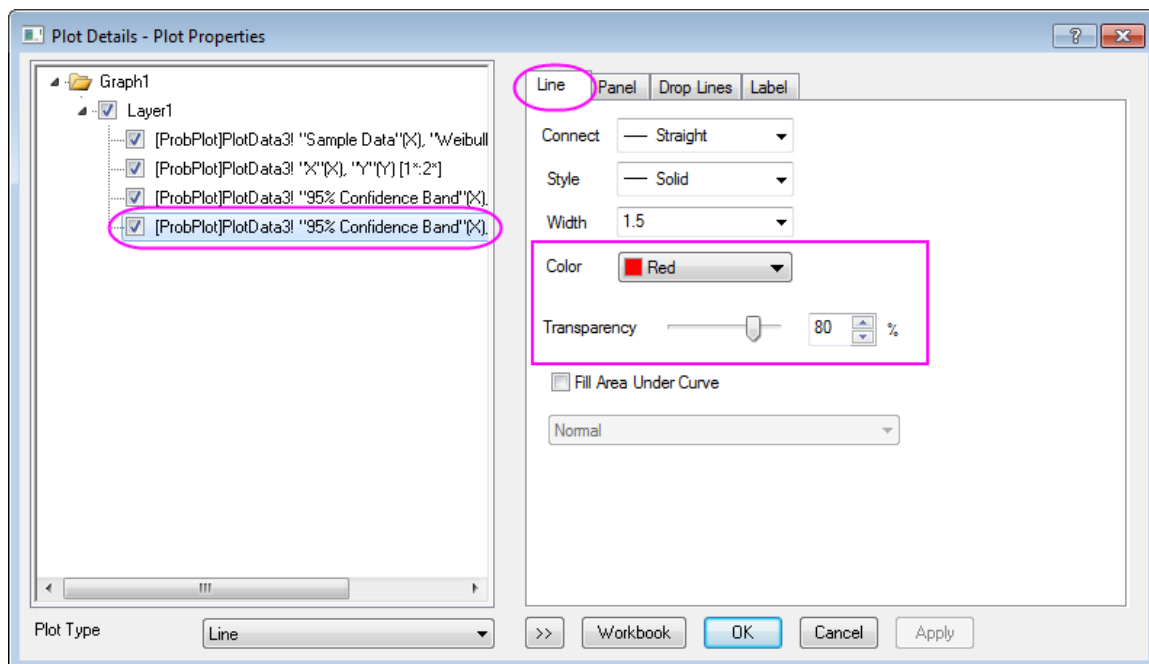 Plot Details - Plot Properties
Graph1
Layer1
[ProbPlot]PlotData3! "Sample Data"(X), "Weibull
[ProbPlot]PlotData3! "X"(X), "Y"(Y) [1*:2*]
[ProbPlot]PlotData3! "95% Confidence Band"(X),
[ProbPlot]PlotData3! "95% Confidence Band"(X),
Plot Type
Line
Line
Panel
Drop Lines
Label
Connect
Straight
Style
Solid
Width
1.5
Color
Red
Transparency
80
%
Fill Area Under Curve
Normal
>>
Workbook
OK
Cancel
Apply